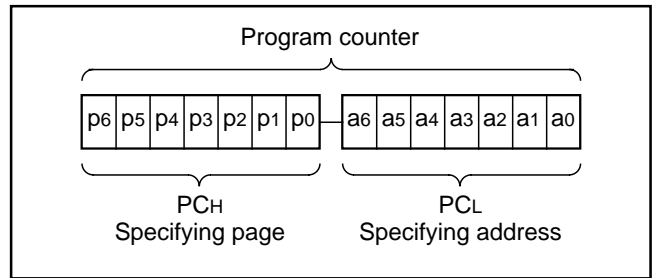 Program counter
p6 p5 p4 p3 p2 p1 p0 a6 a5 a4 a3 a2 a1 a0
PCH PCL
Specifying page Specifying address